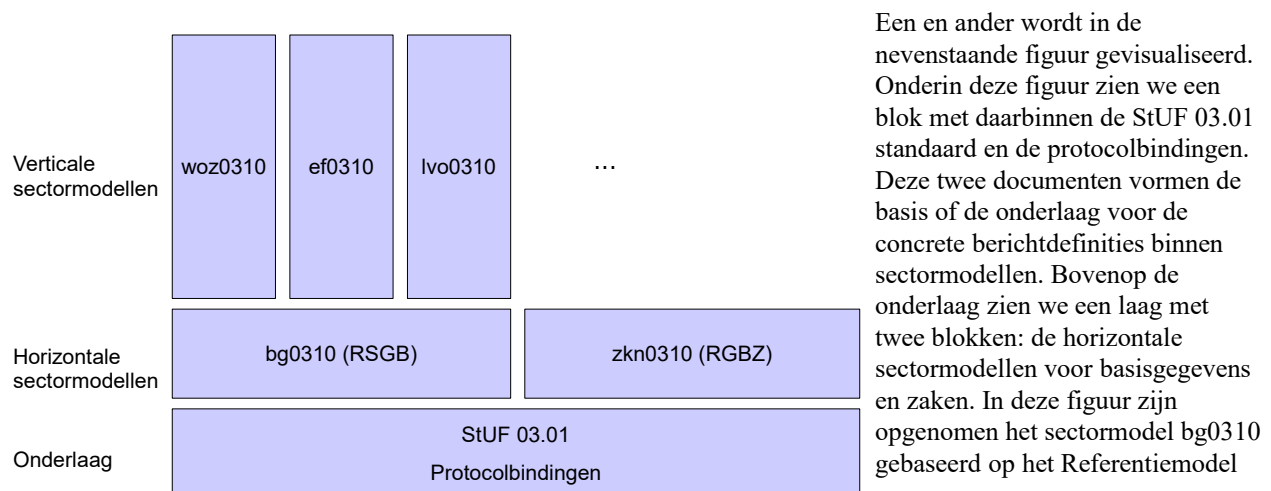 Verticale
sectormodellen
woz0310
ef0310
lvo0310
...
Horizontale
sectormodellen
bg0310 (RSGB)
zkn0310 (RGBZ)
Onderlaag
StUF 03.01
Protocolbindingen
Een en ander wordt in de
nevenstaande figuur gevisualiseerd.
Onderin deze figuur zien we een
blok met daarbinnen de StUF 03.01
standaard en de protocolbindingen.
Deze twee documenten vormen de
basis of de onderlaag voor de
concrete berichtdefinities binnen
sectormodellen. Bovenop de
onderlaag zien we een laag met
twee blokken: de horizontale
sectormodellen voor basisgegevens
en zaken. In deze figuur zijn
opgenomen het sectormodel bg0310
gebaseerd op het Referentiemodel